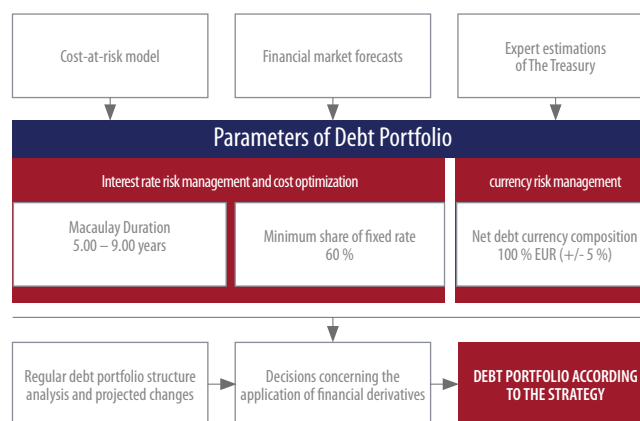 Cost-at-risk model
Financial market forecasts
Expert estimations
of The Treasury
Parameters of Debt Portfolio
Interest rate risk management and cost optimization
currency risk management
Macaulay Duration
5.00 – 9.00 years
Minimum share of fixed rate
60 %
Net debt currency composition
100 % EUR (+/- 5 %)
Regular debt portfolio structure
analysis and projected changes
Decisions concerning the
application of financial derivatives
DEBT PORTFOLIO ACCORDING
TO THE STRATEGY